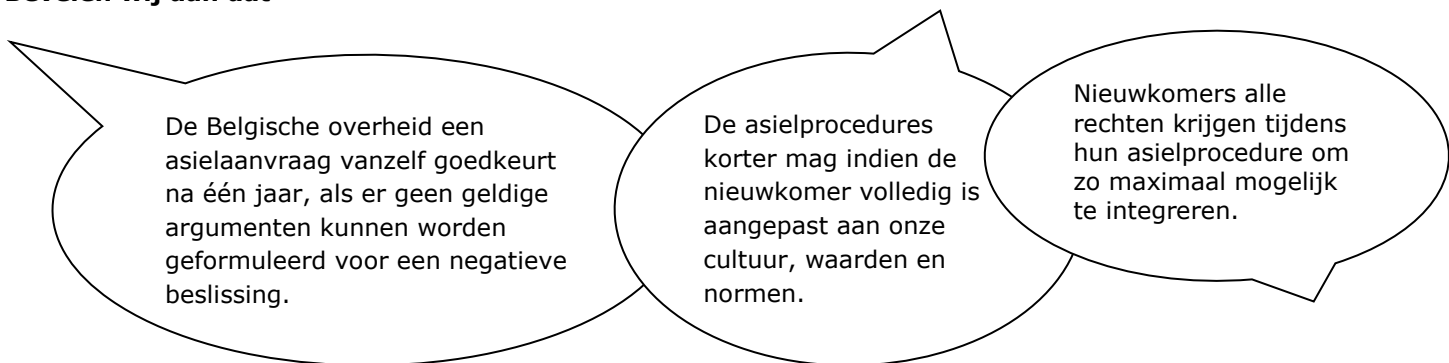 Bevelen wij aan dat
De Belgische overheid een
asielaanvraag vanzelf goedkeurt
na één jaar, als er geen geldige
argumenten kunnen worden
geformuleerd voor een negatieve
beslissing.
De asielprocedures
korter mag indien de
nieuwkomer volledig is
aangepast aan onze
cultuur, waarden en
normen.
Nieuwkomers alle
rechten krijgen tijdens
hun asielprocedure om
zo maximaal mogelijk
te integreren.